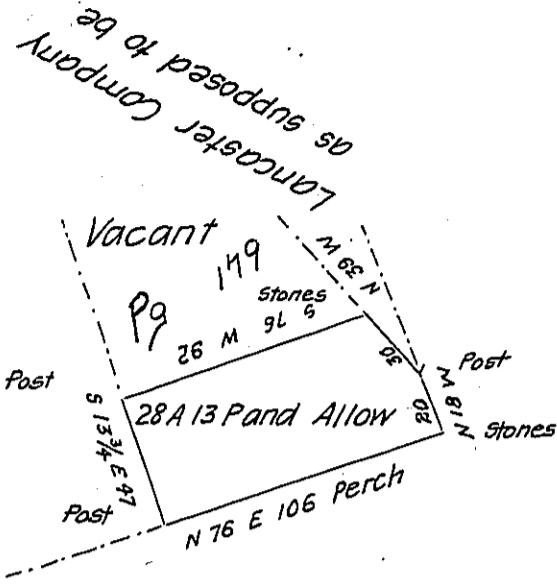 Lancaster Company
as supposed to be
Vacant
Pg 179
N 39 W
Stones
S 76 W 92
30
Post
Post
28 A 13 P and Allow
N 18 W
20
Stones
S 13 3/4 E 47
Post
N 76 E 106 Perch